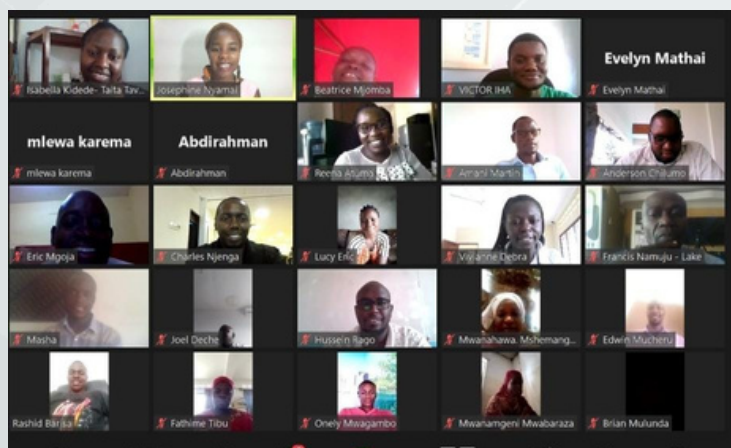 Isabella Kidede- Taita Tav...
Josephine Nyamai
Beatrice Mjomba
VICTOR IHA
Evelyn Mathai
Evelyn Mathai
mlewa karema
mlewa karema
Abdirahman
Abdirahman
Reena Atuma
Amani Martin
Anderson Chilumo
Eric Mgoja
Charles Njenga
Lucy Eric
Vivianne Debra
Francis Namuju - Lake
Masha
Joel Deche
Hussein Rago
Mwanahawa. Mshemang...
Edwin Mucheru
Rashid Barisa
Fathime Tibu
Onely Mwagambo
Mwanamgeni Mwabaraza
Brian Mulunda